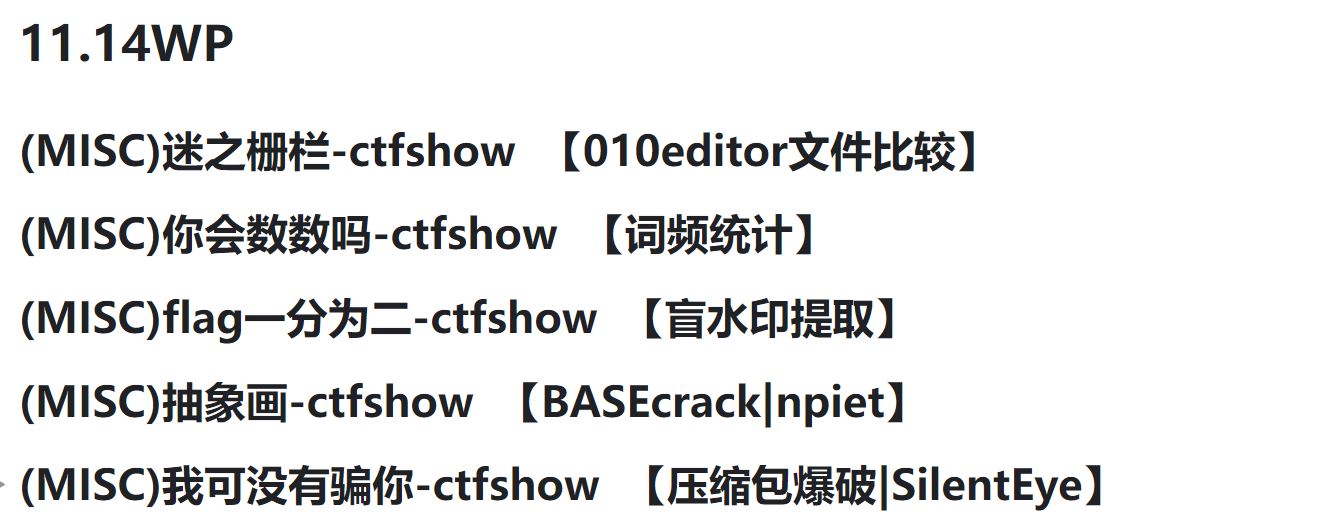 11.14WP
(MISC)迷之栅栏-ctfshow 【010editor文件比较】
(MISC)你会数数吗-ctfshow 【词频统计】
(MISC)flag一分为二-ctfshow 【盲水印提取】
(MISC)抽象画-ctfshow 【BASEcrack|npiet】
(MISC)我可没有骗你-ctfshow 【压缩包爆破|SilentEye】